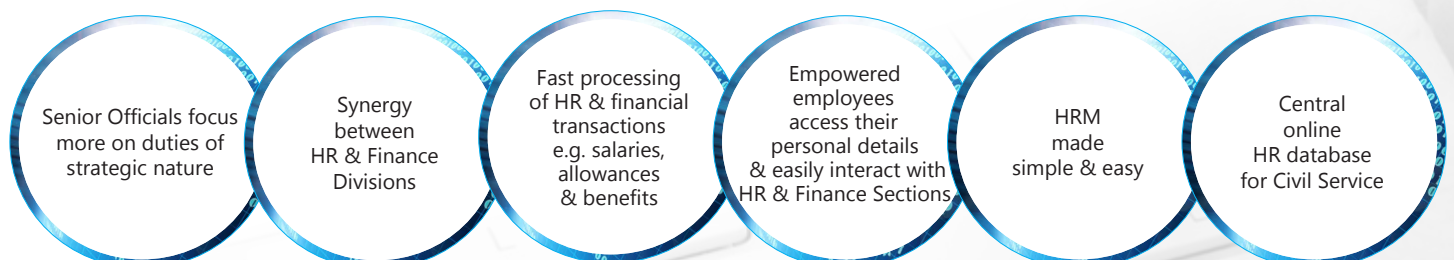 Senior Officials focus
more on duties of
strategic nature
Synergy
between
HR & Finance
Divisions
Fast processing
of HR & financial
transactions
e.g. salaries,
allowances
& benefits
Empowered
employees
access their
personal details
& easily interact with
HR & Finance Sections
HRM
made
simple & easy
Central
online
HR database
for Civil Service